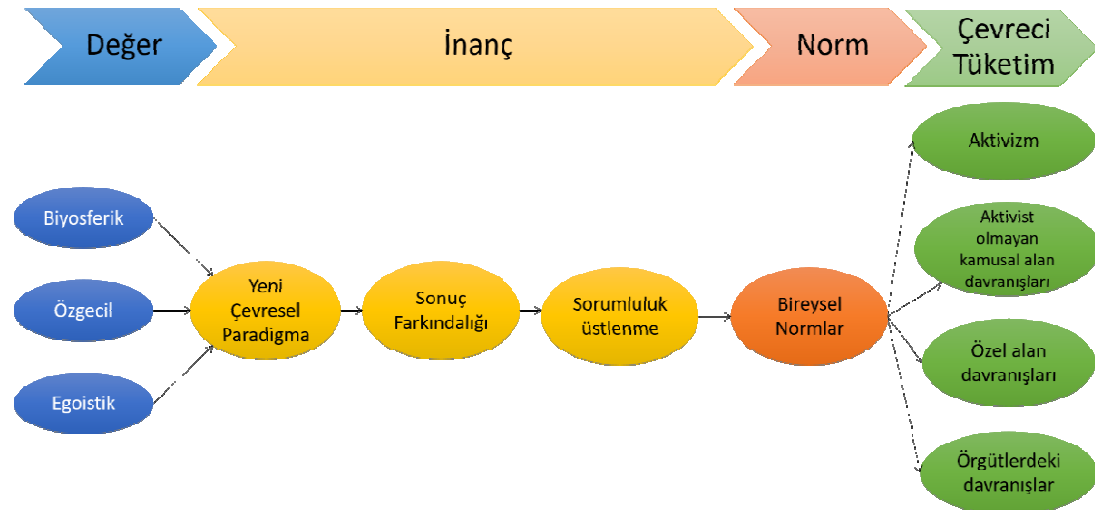 Değer
İnanç
Norm
Çevreci
Tüketim
Biyosferik
Özgecil
Egoistik
Yeni
Çevresel
Paradigma
Sonuç
Farkındalığı
Sorumluluk
üstlenme
Bireysel
Normlar
Aktivizm
Aktivist
olmayan
kamusal alan
davranışları
Özel alan
davranışları
Örgütlerdeki
davranışlar